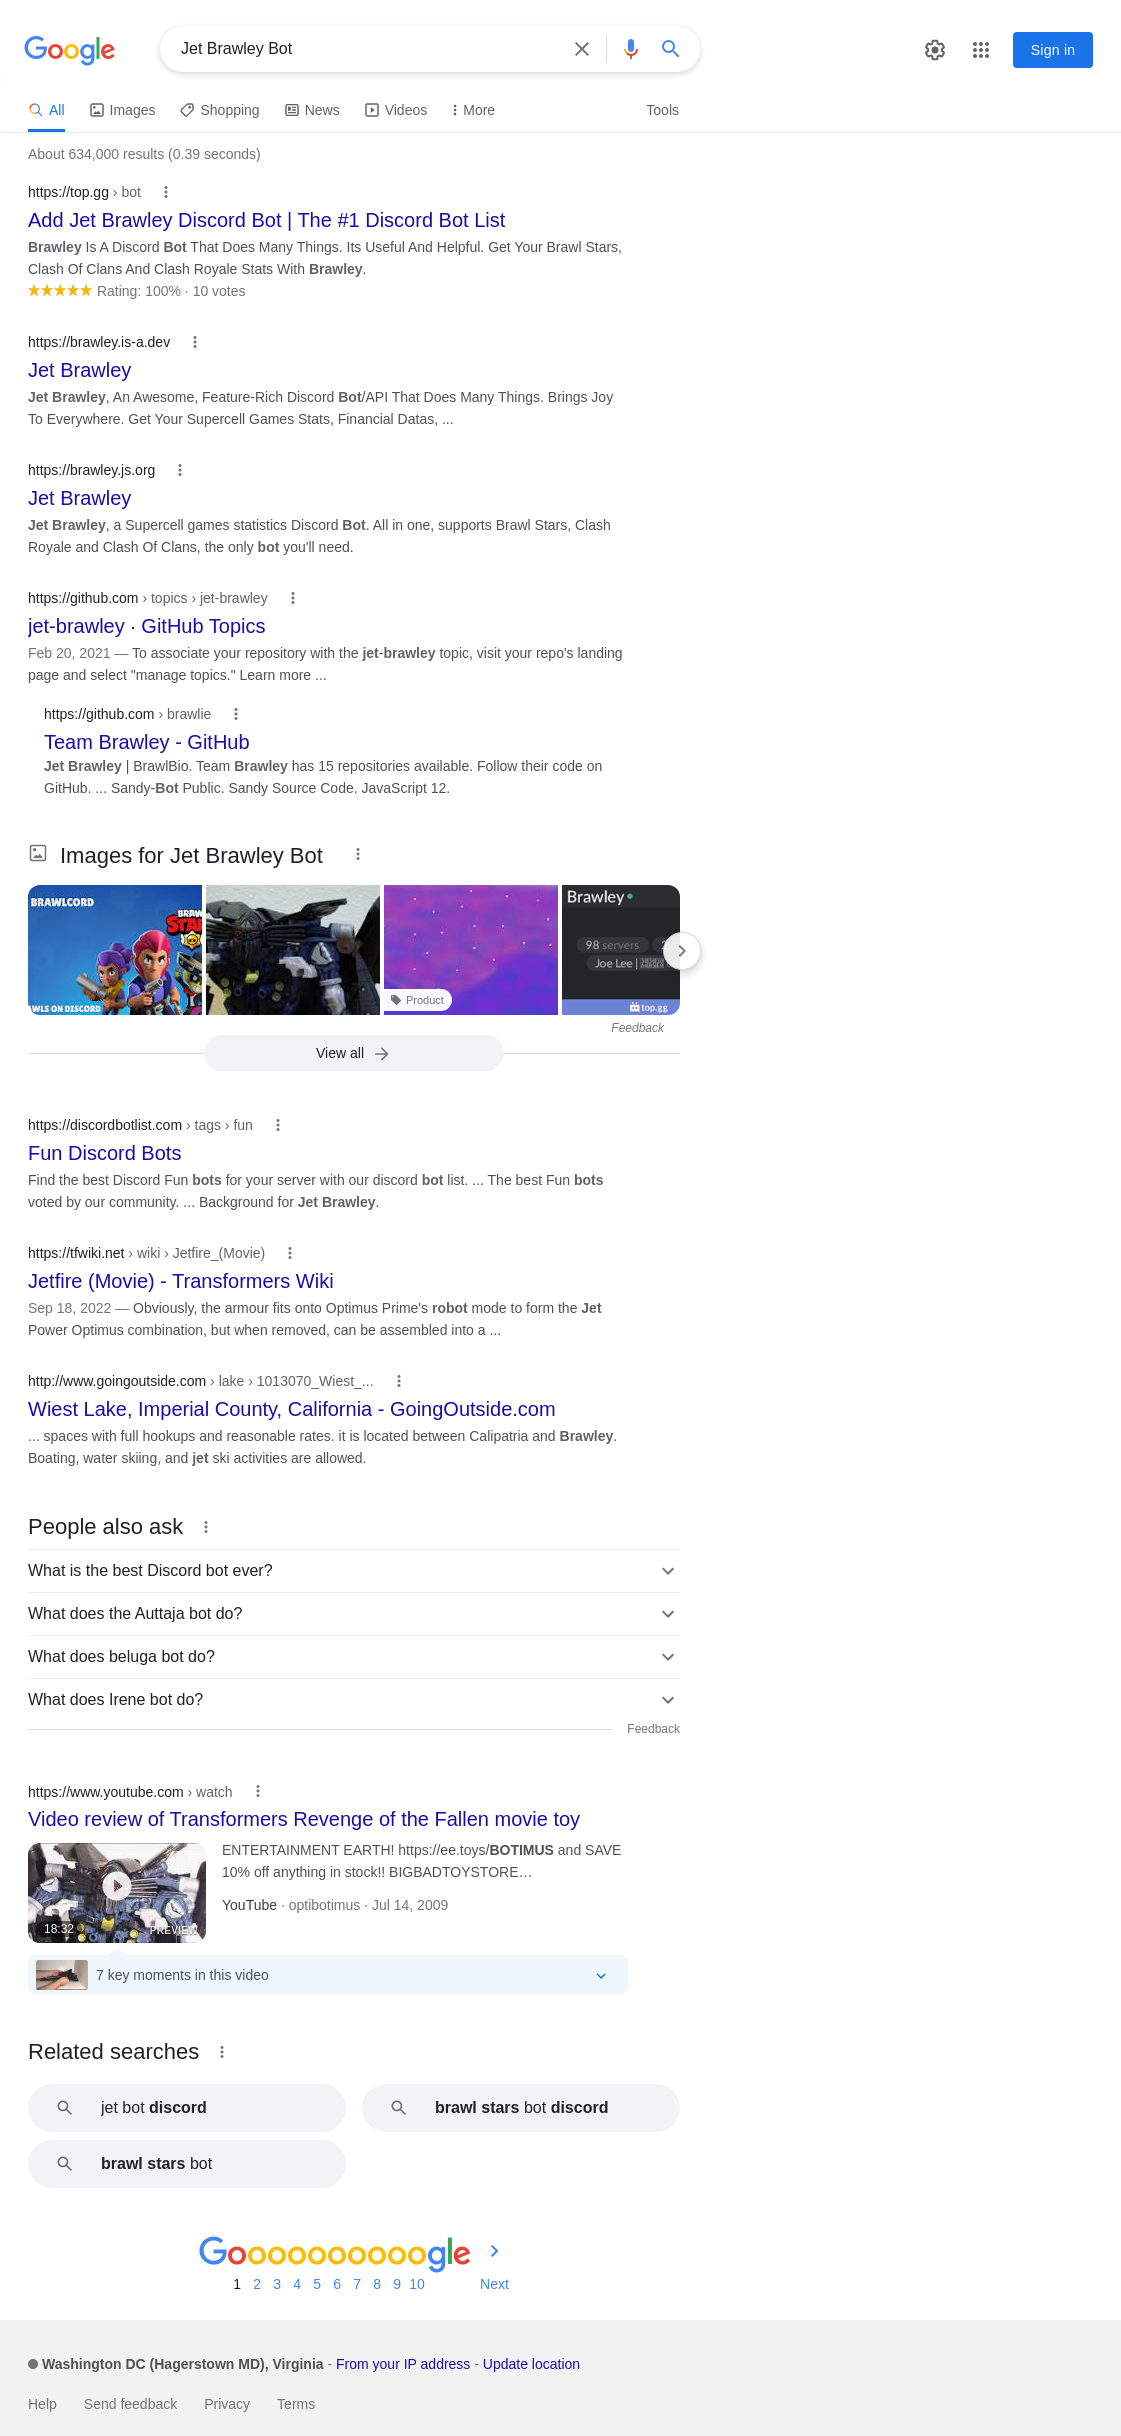 Google
Jet Brawley Bot
Sign in
All
Images
Shopping
News
Videos
More
Tools
About 634,000 results (0.39 seconds)
https://top.gg › bot
Add Jet Brawley Discord Bot | The #1 Discord Bot List
Brawley Is A Discord Bot That Does Many Things. Its Useful And Helpful. Get Your Brawl Stars,
Clash Of Clans And Clash Royale Stats With Brawley.
Rating: 100% · 10 votes
https://brawley.is-a.dev
Jet Brawley
Jet Brawley, An Awesome, Feature-Rich Discord Bot/API That Does Many Things. Brings Joy
To Everywhere. Get Your Supercell Games Stats, Financial Datas, ...
https://brawley.js.org
Jet Brawley
Jet Brawley, a Supercell games statistics Discord Bot. All in one, supports Brawl Stars, Clash
Royale and Clash Of Clans, the only bot you'll need.
https://github.com › topics › jet-brawley
jet-brawley · GitHub Topics
Feb 20, 2021 — To associate your repository with the jet-brawley topic, visit your repo's landing
page and select "manage topics." Learn more ...
https://github.com › brawlie
Team Brawley - GitHub
Jet Brawley | BrawlBio. Team Brawley has 15 repositories available. Follow their code on
GitHub. ... Sandy-Bot Public. Sandy Source Code. JavaScript 12.
Images for Jet Brawley Bot
BRAWLCORD
BRAW
STA
AWLS ON DISCORD
Product
Brawley
98 servers
2
Joe Lee |
top.gg
Feedback
View all
https://discordbotlist.com › tags › fun
Fun Discord Bots
Find the best Discord Fun bots for your server with our discord bot list. ... The best Fun bots
voted by our community. ... Background for Jet Brawley.
https://tfwiki.net › wiki › Jetfire_(Movie)
Jetfire (Movie) - Transformers Wiki
Sep 18, 2022 — Obviously, the armour fits onto Optimus Prime's robot mode to form the Jet
Power Optimus combination, but when removed, can be assembled into a ...
http://www.goingoutside.com › lake › 1013070_Wiest_...
Wiest Lake, Imperial County, California - GoingOutside.com
... spaces with full hookups and reasonable rates. it is located between Calipatria and Brawley.
Boating, water skiing, and jet ski activities are allowed.
People also ask
What is the best Discord bot ever?
What does the Auttaja bot do?
What does beluga bot do?
What does Irene bot do?
Feedback
https://www.youtube.com › watch
Video review of Transformers Revenge of the Fallen movie toy
ENTERTAINMENT EARTH! https://ee.toys/BOTIMUS and SAVE
10% off anything in stock!! BIGBADTOYSTORE…
YouTube · optibotimus · Jul 14, 2009
18:32
PREVIEW
7 key moments in this video
Related searches
jet bot discord
brawl stars bot discord
brawl stars bot
Goooooooooogle
1 2 3 4 5 6 7 8 9 10 Next
Washington DC (Hagerstown MD), Virginia - From your IP address - Update location
Help Send feedback Privacy Terms